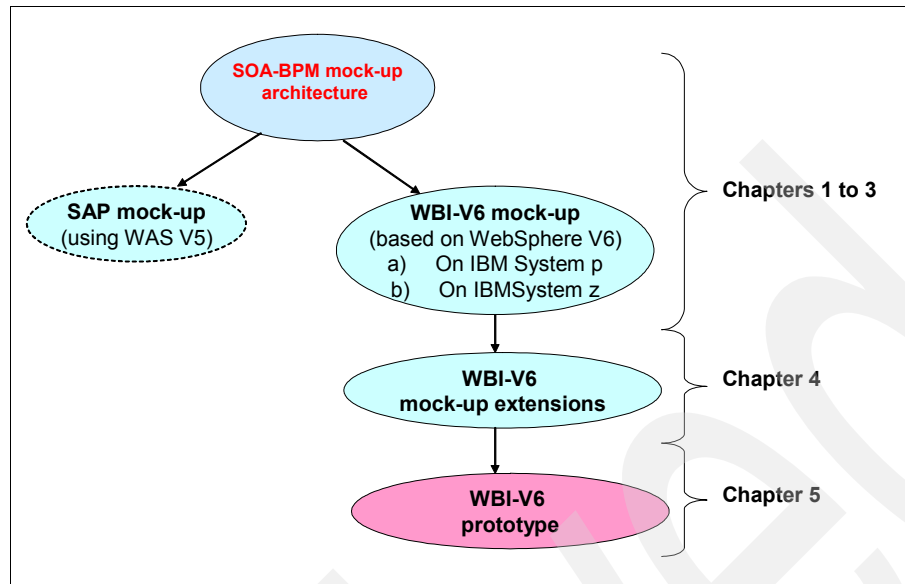 SOA-BPM mock-up
architecture
SAP mock-up
(using WAS V5)
WBI-V6 mock-up
(based on WebSphere V6)
a) On IBM System p
b) On IBMSystem z
Chapters 1 to 3
WBI-V6
mock-up extensions
Chapter 4
WBI-V6
prototype
Chapter 5